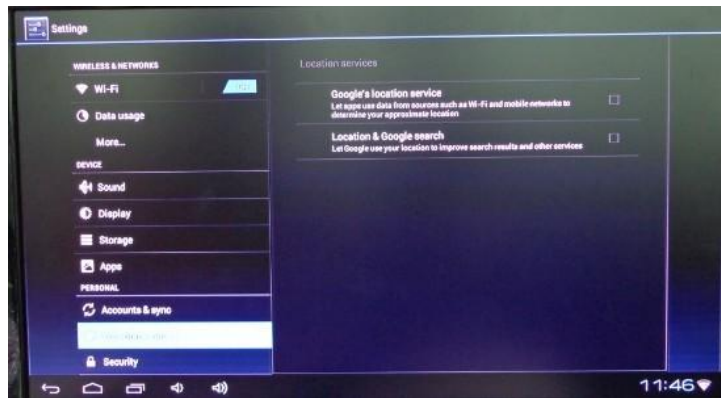 Settings
WIRELESS & NETWORKS
Wi-Fi
Data usage
More...
DEVICE
Sound
Display
Storage
Apps
PERSONAL
Accounts & sync
Security
Location services
Google's location service
Let apps use data from sources such as Wi-Fi and mobile networks to
determine your approximate location
Location & Google search
Let Google use your location to improve search results and other services
11:46